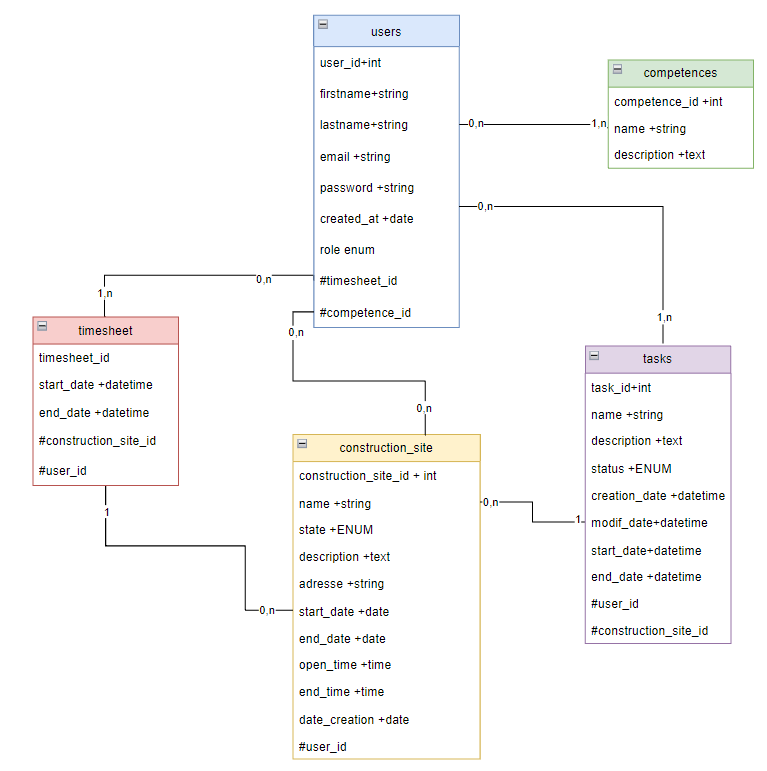 users
user_id+int
firstname+string
lastname+string
email +string
password +string
created_at +date
role enum
#timesheet_id
#competence_id
competences
competence_id +int
name +string
description +text
0,n
1,n
0,n
1,n
0,n
1,n
0,n
0,n
timesheet
timesheet_id
start_date +datetime
end_date +datetime
#construction_site_id
#user_id
tasks
task_id+int
name +string
description +text
status +ENUM
creation_date +datetime
modif_date+datetime
start_date+datetime
end_date +datetime
#user_id
#construction_site_id
construction_site
construction_site_id + int
name +string
state +ENUM
description +text
adresse +string
start_date +date
end_date +date
open_time +time
end_time +time
date_creation +date
#user_id
0,n
1
1
0,n